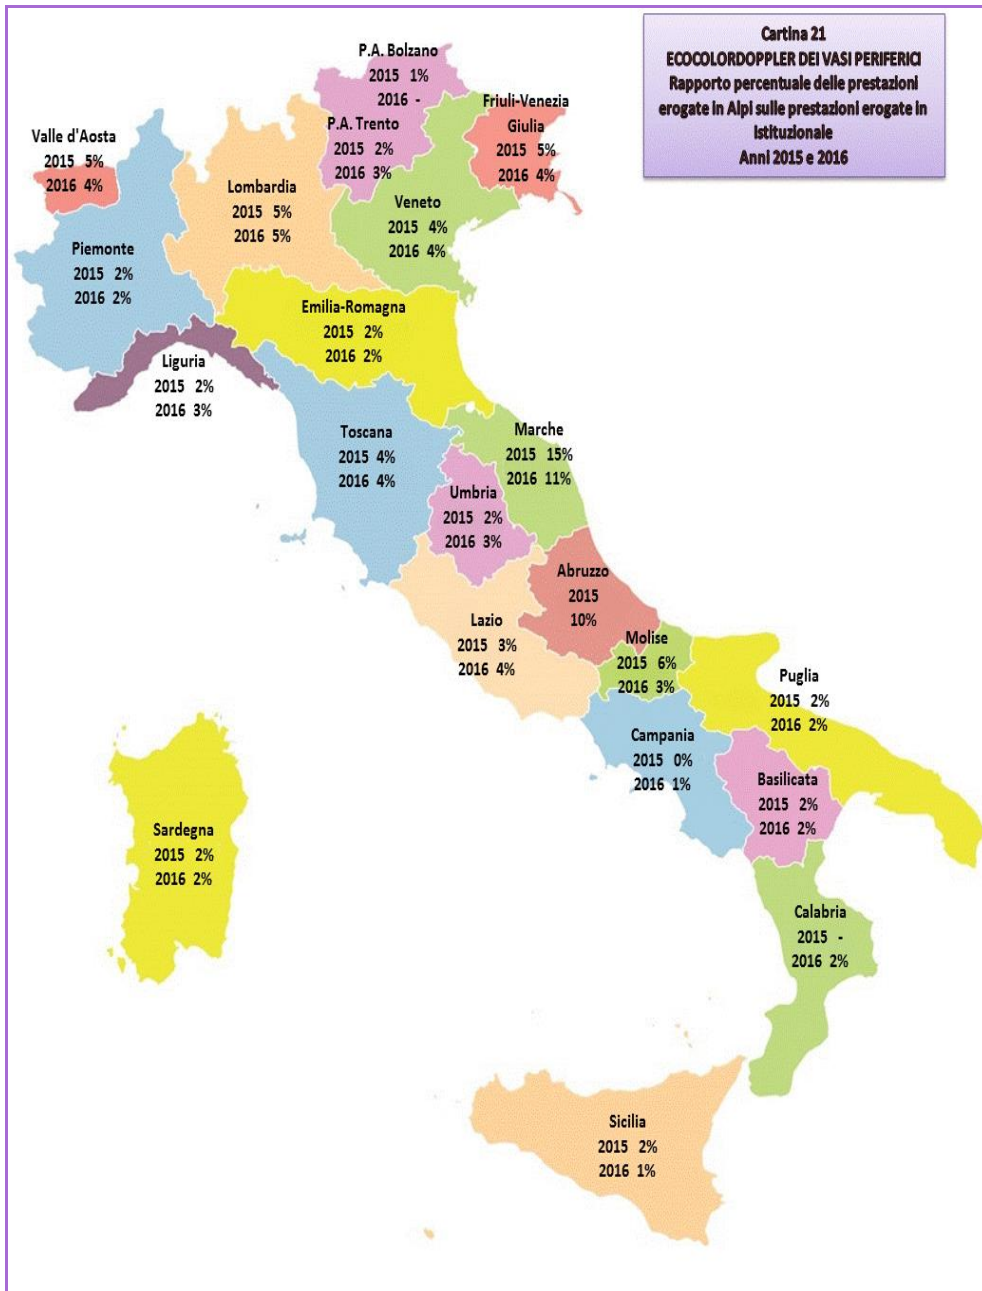 Cartina 21
ECOCOLORDOPPLER DEI VASI PERIFERICI
Rapporto percentuale delle prestazioni
erogate in Alpi sulle prestazioni erogate in
Istituzionale
Anni 2015 e 2016
P.A. Bolzano
2015 1%
2016 -
P.A. Trento
2015 2%
2016 3%
Friuli-Venezia
Giulia
2015 5%
2016 4%
Valle d'Aosta
2015 5%
2016 4%
Lombardia
2015 5%
2016 5%
Veneto
2015 4%
2016 4%
Piemonte
2015 2%
2016 2%
Emilia-Romagna
2015 2%
2016 2%
Liguria
2015 2%
2016 3%
Toscana
2015 4%
2016 4%
Marche
2015 15%
2016 11%
Umbria
2015 2%
2016 3%
Abruzzo
2015
10%
Lazio
2015 3%
2016 4%
Molise
2015 6%
2016 3%
Puglia
2015 2%
2016 2%
Campania
2015 0%
2016 1%
Basilicata
2015 2%
2016 2%
Sardegna
2015 2%
2016 2%
Calabria
2015 -
2016 2%
Sicilia
2015 2%
2016 1%